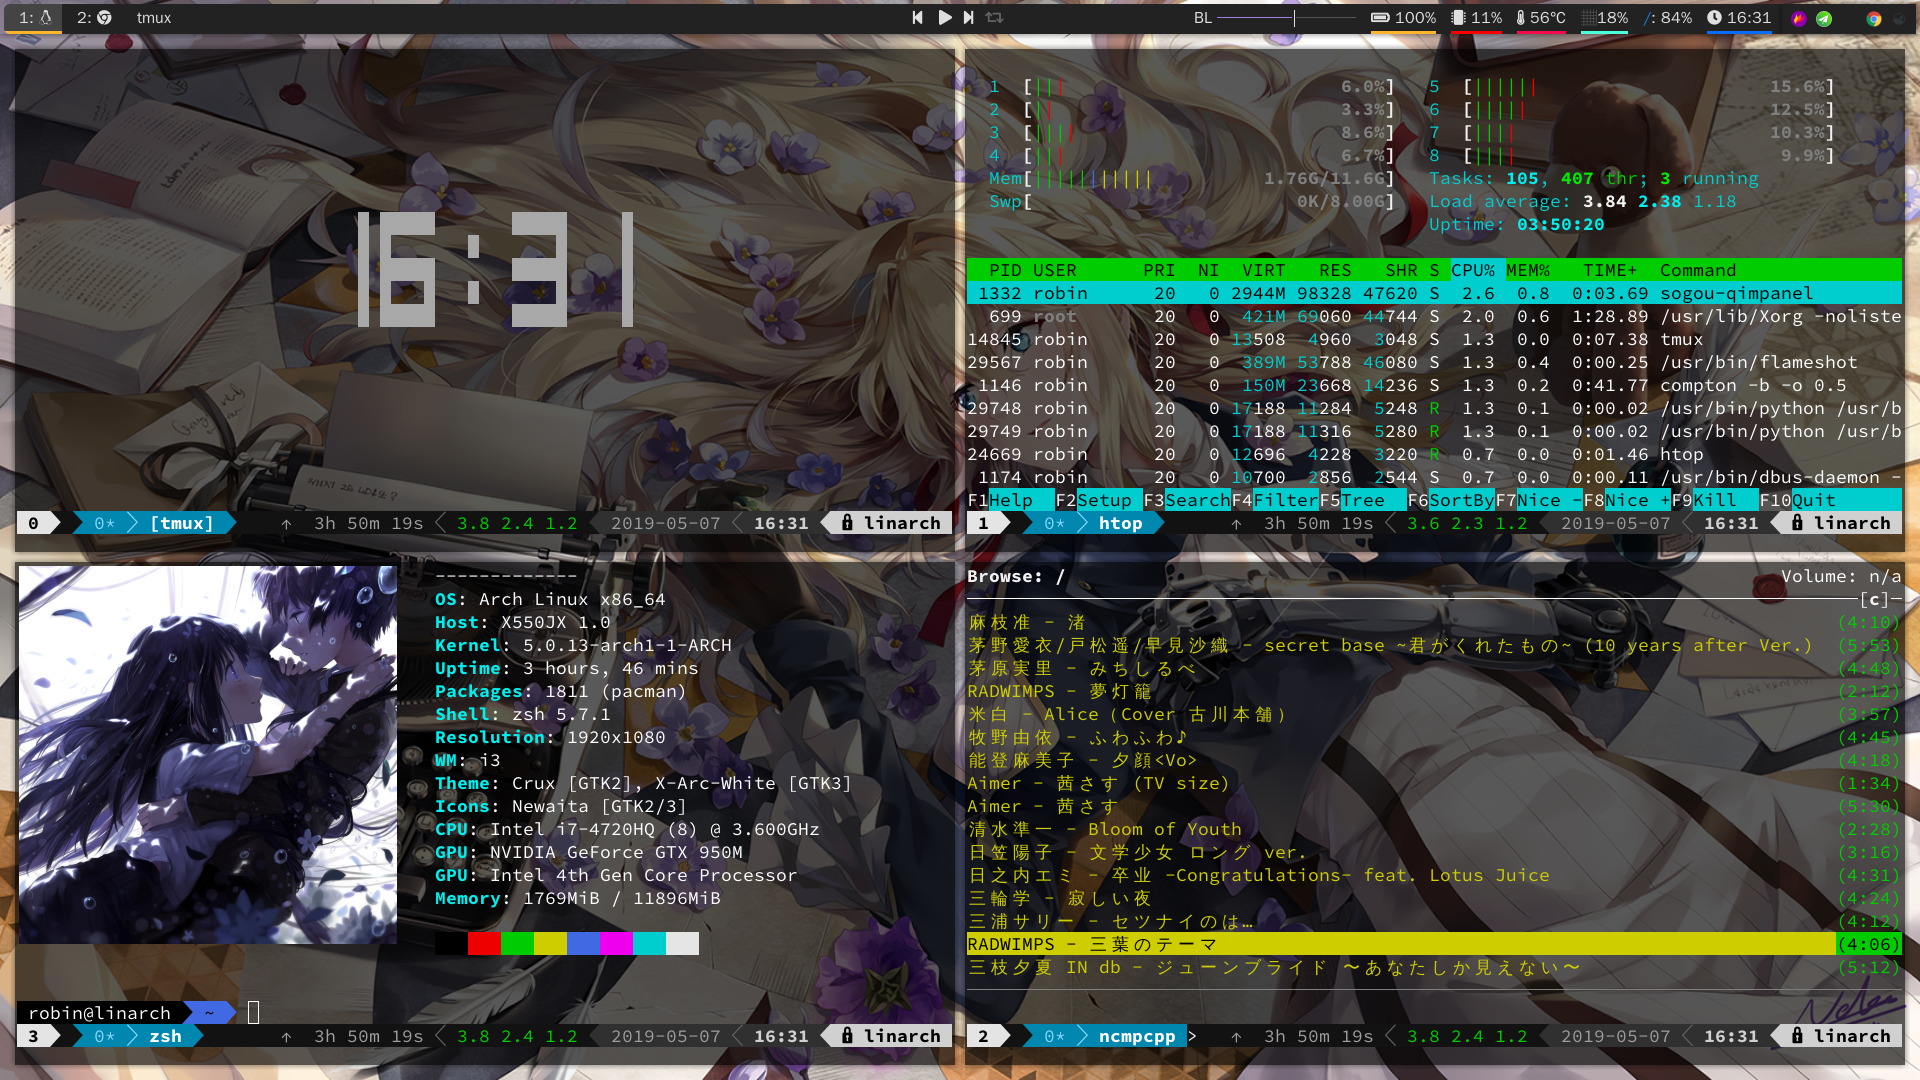 1: 2: tmux BL 100% 11% 56°C 18% /: 84% 16:31
16:31
0 0* [tmux] ↑ 3h 50m 19s 3.8 2.4 1.2 2019-05-07 16:31 linarch
1 [||| 6.0%] 5 [|||||| 15.6%]
2 [| 3.3%] 6 [||||| 12.5%]
3 [|||| 8.6%] 7 [|||| 10.3%]
4 [||| 6.7%] 8 [|||| 9.9%]
Mem[||||||||||| 1.76G/11.6G] Tasks: 105, 407 thr; 3 running
Swp[ 0K/8.00G] Load average: 3.84 2.38 1.18
Uptime: 03:50:20
PID USER PRI NI VIRT RES SHR S CPU% MEM% TIME+ Command
1332 robin 20 0 2944M 98328 47620 S 2.6 0.8 0:03.69 sogou-qimpanel
699 root 20 0 421M 69060 44744 S 2.0 0.6 1:28.89 /usr/lib/Xorg -noliste
14845 robin 20 0 13508 4960 3048 S 1.3 0.0 0:07.38 tmux
29567 robin 20 0 389M 53788 46080 S 1.3 0.4 0:00.25 /usr/bin/flameshot
1146 robin 20 0 150M 23668 14236 S 1.3 0.2 0:41.77 compton -b -o 0.5
29748 robin 20 0 17188 11284 5248 R 1.3 0.1 0:00.02 /usr/bin/python /usr/b
29749 robin 20 0 17188 11316 5280 R 1.3 0.1 0:00.02 /usr/bin/python /usr/b
24669 robin 20 0 12696 4228 3220 R 0.7 0.0 0:01.46 htop
1174 robin 20 0 10700 2856 2544 S 0.7 0.0 0:00.11 /usr/bin/dbus-daemon -
F1Help F2Setup F3SearchF4FilterF5Tree F6SortByF7Nice -F8Nice +F9Kill F10Quit
1 0* htop ↑ 3h 50m 19s 3.6 2.3 1.2 2019-05-07 16:31 linarch
-------------
OS: Arch Linux x86_64
Host: X550JX 1.0
Kernel: 5.0.13-arch1-1-ARCH
Uptime: 3 hours, 46 mins
Packages: 1811 (pacman)
Shell: zsh 5.7.1
Resolution: 1920x1080
WM: i3
Theme: Crux [GTK2], X-Arc-White [GTK3]
Icons: Newaita [GTK2/3]
CPU: Intel i7-4720HQ (8) @ 3.600GHz
GPU: NVIDIA GeForce GTX 950M
GPU: Intel 4th Gen Core Processor
Memory: 1769MiB / 11896MiB
robin@linarch ~
3 0* zsh ↑ 3h 50m 19s 3.8 2.4 1.2 2019-05-07 16:31 linarch
Browse: / Volume: n/a
[c]
麻枝准 - 渚 (4:10)
茅野愛衣/戸松遥/早見沙織 - secret base ~君がくれたもの~ (10 years after Ver.) (5:53)
茅原実里 - みちしるべ (4:48)
RADWIMPS - 夢灯籠 (2:12)
米白 - Alice（Cover 古川本舗） (3:57)
牧野由依 - ふわふわ♪ (4:45)
能登麻美子 - 夕顔<Vo> (4:18)
Aimer - 茜さす (TV size) (1:34)
Aimer - 茜さす (5:30)
清水準一 - Bloom of Youth (2:28)
日笠陽子 - 文学少女 ロング ver. (3:16)
日之内エミ - 卒业 -Congratulations- feat. Lotus Juice (4:31)
三輪学 - 寂しい夜 (4:24)
三浦サリー - セツナイのは… (4:12)
RADWIMPS - 三葉のテーマ (4:06)
三枝夕夏 IN db - ジューンブライド 〜あなたしか見えない〜 (5:12)
2 0* ncmpcpp> ↑ 3h 50m 19s 3.8 2.4 1.2 2019-05-07 16:31 linarch